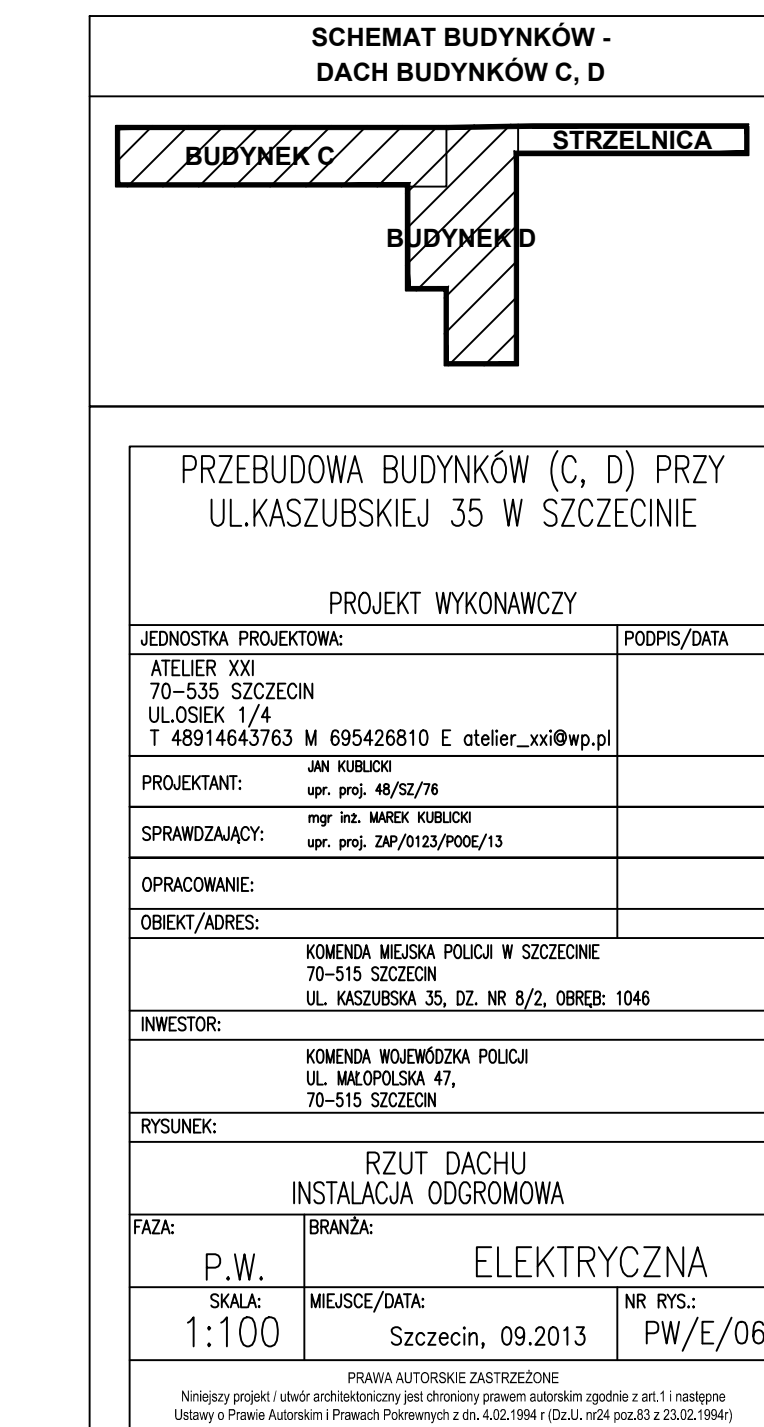 SCHEMAT BUDYNKÓW -
DACH BUDYNKÓW C, D
BUDYNEK C
STRZELNICA
BUDYNEK D
PRZEBUDOWA BUDYNKÓW (C, D) PRZY
UL.KASZUBSKIEJ 35 W SZCZECINIE
PROJEKT WYKONAWCZY
JEDNOSTKA PROJEKTOWA:
PODPIS/DATA
ATELIER XXI
70-535 SZCZECIN
UL.OSIEK 1/4
T 48914643763 M 695426810 E atelier_xxi@wp.pl
PROJEKTANT:
JAN KUBLICKI
upr. proj. 48/SZ/76
SPRAWDZAJĄCY:
mgr inż. MAREK KUBLICKI
upr. proj. ZAP/0123/POOE/13
OPRACOWANIE:
OBIEKT/ADRES:
KOMENDA MIEJSKA POLICJI W SZCZECINIE
70-515 SZCZECIN
UL. KASZUBSKA 35, DZ. NR 8/2, OBRĘB: 1046
INWESTOR:
KOMENDA WOJEWÓDZKA POLICJI
UL. MAŁOPOLSKA 47,
70-515 SZCZECIN
RYSUNEK:
RZUT DACHU
INSTALACJA ODGROMOWA
FAZA:
P.W.
BRANŻA:
ELEKTRYCZNA
SKALA:
1:100
MIEJSCE/DATA:
Szczecin, 09.2013
NR RYS.:
PW/E/06
PRAWA AUTORSKIE ZASTRZEŻONE
Niniejszy projekt / utwór architektoniczny jest chroniony prawem autorskim zgodnie z art.1 i następne
Ustawy o Prawie Autorskim i Prawach Pokrewnych z dn. 4.02.1994 r (Dz.U. nr24 poz.83 z 23.02.1994r)